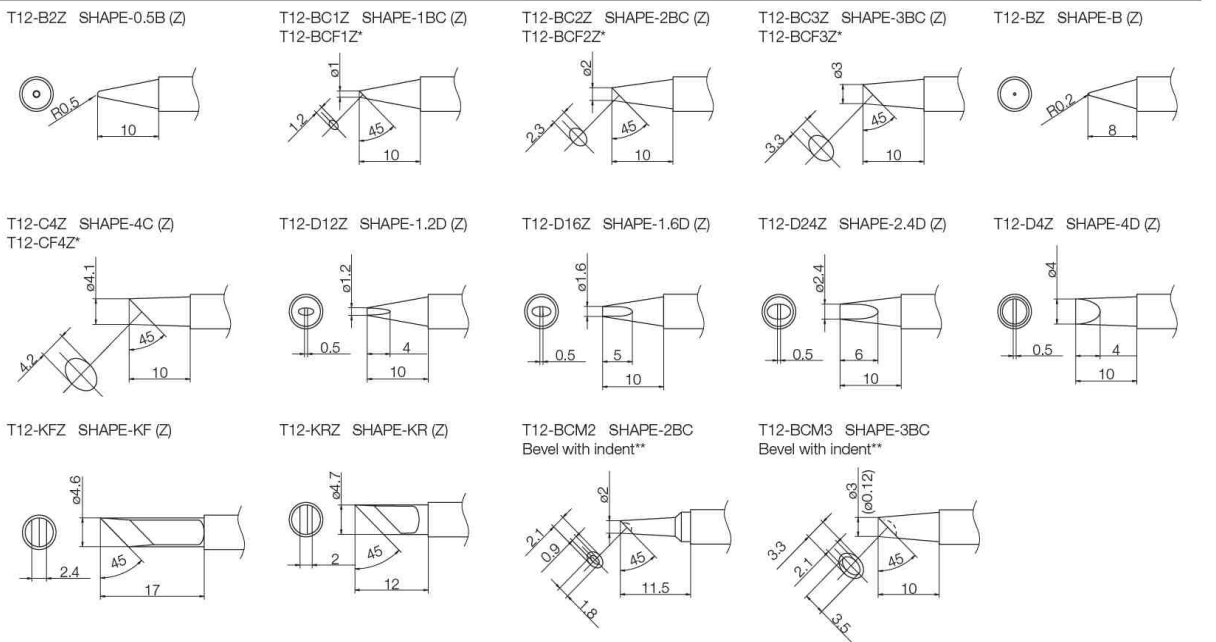 T12-B2Z SHAPE-0.5B (Z)
R0.5
10
T12-BC1Z SHAPE-1BC (Z)
T12-BCF1Z*
ø1
1.2
45
10
T12-BC2Z SHAPE-2BC (Z)
T12-BCF2Z*
ø2
2.3
45
10
T12-BC3Z SHAPE-3BC (Z)
T12-BCF3Z*
ø3
3.3
45
10
T12-BZ SHAPE-B (Z)
R0.2
8
T12-C4Z SHAPE-4C (Z)
T12-CF4Z*
ø4.1
4.2
45
10
T12-D12Z SHAPE-1.2D (Z)
ø1.2
0.5
4
10
T12-D16Z SHAPE-1.6D (Z)
ø1.6
0.5
5
10
T12-D24Z SHAPE-2.4D (Z)
ø2.4
0.5
6
10
T12-D4Z SHAPE-4D (Z)
ø4
0.5
4
10
T12-KFZ SHAPE-KF (Z)
ø4.6
2.4
45
17
T12-KRZ SHAPE-KR (Z)
ø4.7
2
45
12
T12-BCM2 SHAPE-2BC
Bevel with indent**
ø2
2.1
0.9
1.8
45
11.5
T12-BCM3 SHAPE-3BC
Bevel with indent**
ø3
(ø0.12)
3.3
2.1
3.5
45
10